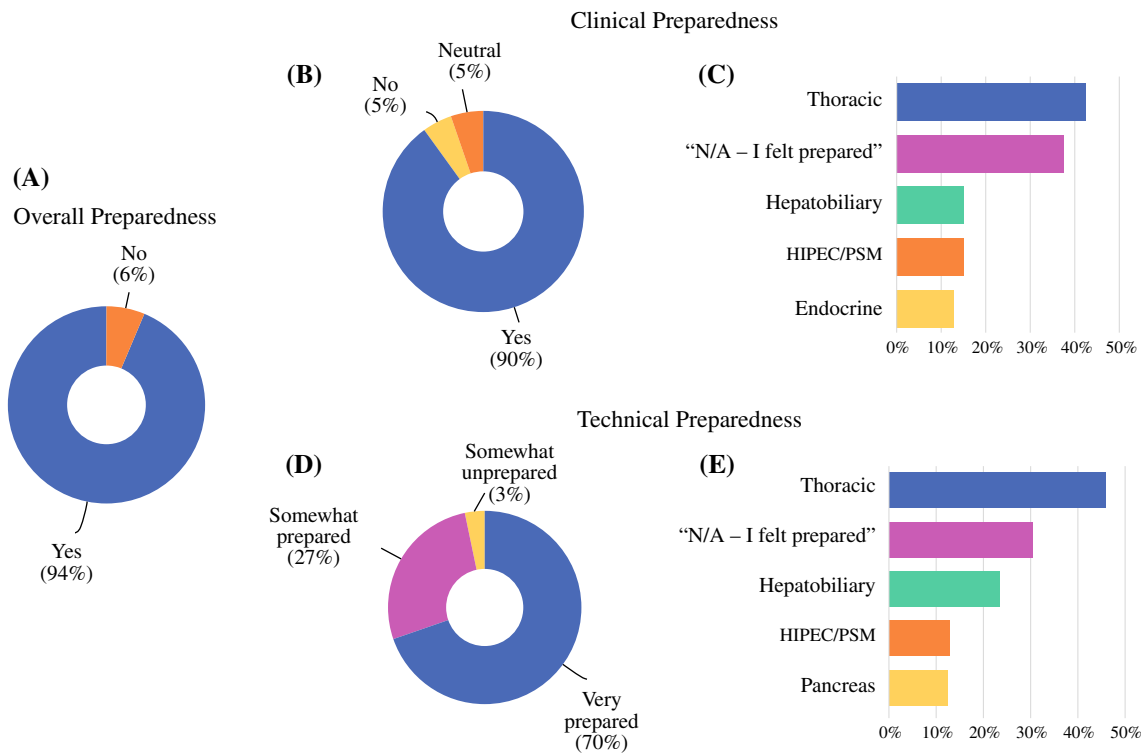 Clinical Preparedness
(A)
Overall Preparedness
No
(6%)
Yes
(94%)
(B)
Neutral
(5%)
No
(5%)
Yes
(90%)
(C)
Thoracic
“N/A – I felt prepared”
Hepatobiliary
HIPEC/PSM
Endocrine
0% 10% 20% 30% 40% 50%
Technical Preparedness
(D)
Somewhat
unprepared
(3%)
Somewhat
prepared
(27%)
Very
prepared
(70%)
(E)
Thoracic
“N/A – I felt prepared”
Hepatobiliary
HIPEC/PSM
Pancreas
0% 10% 20% 30% 40% 50%